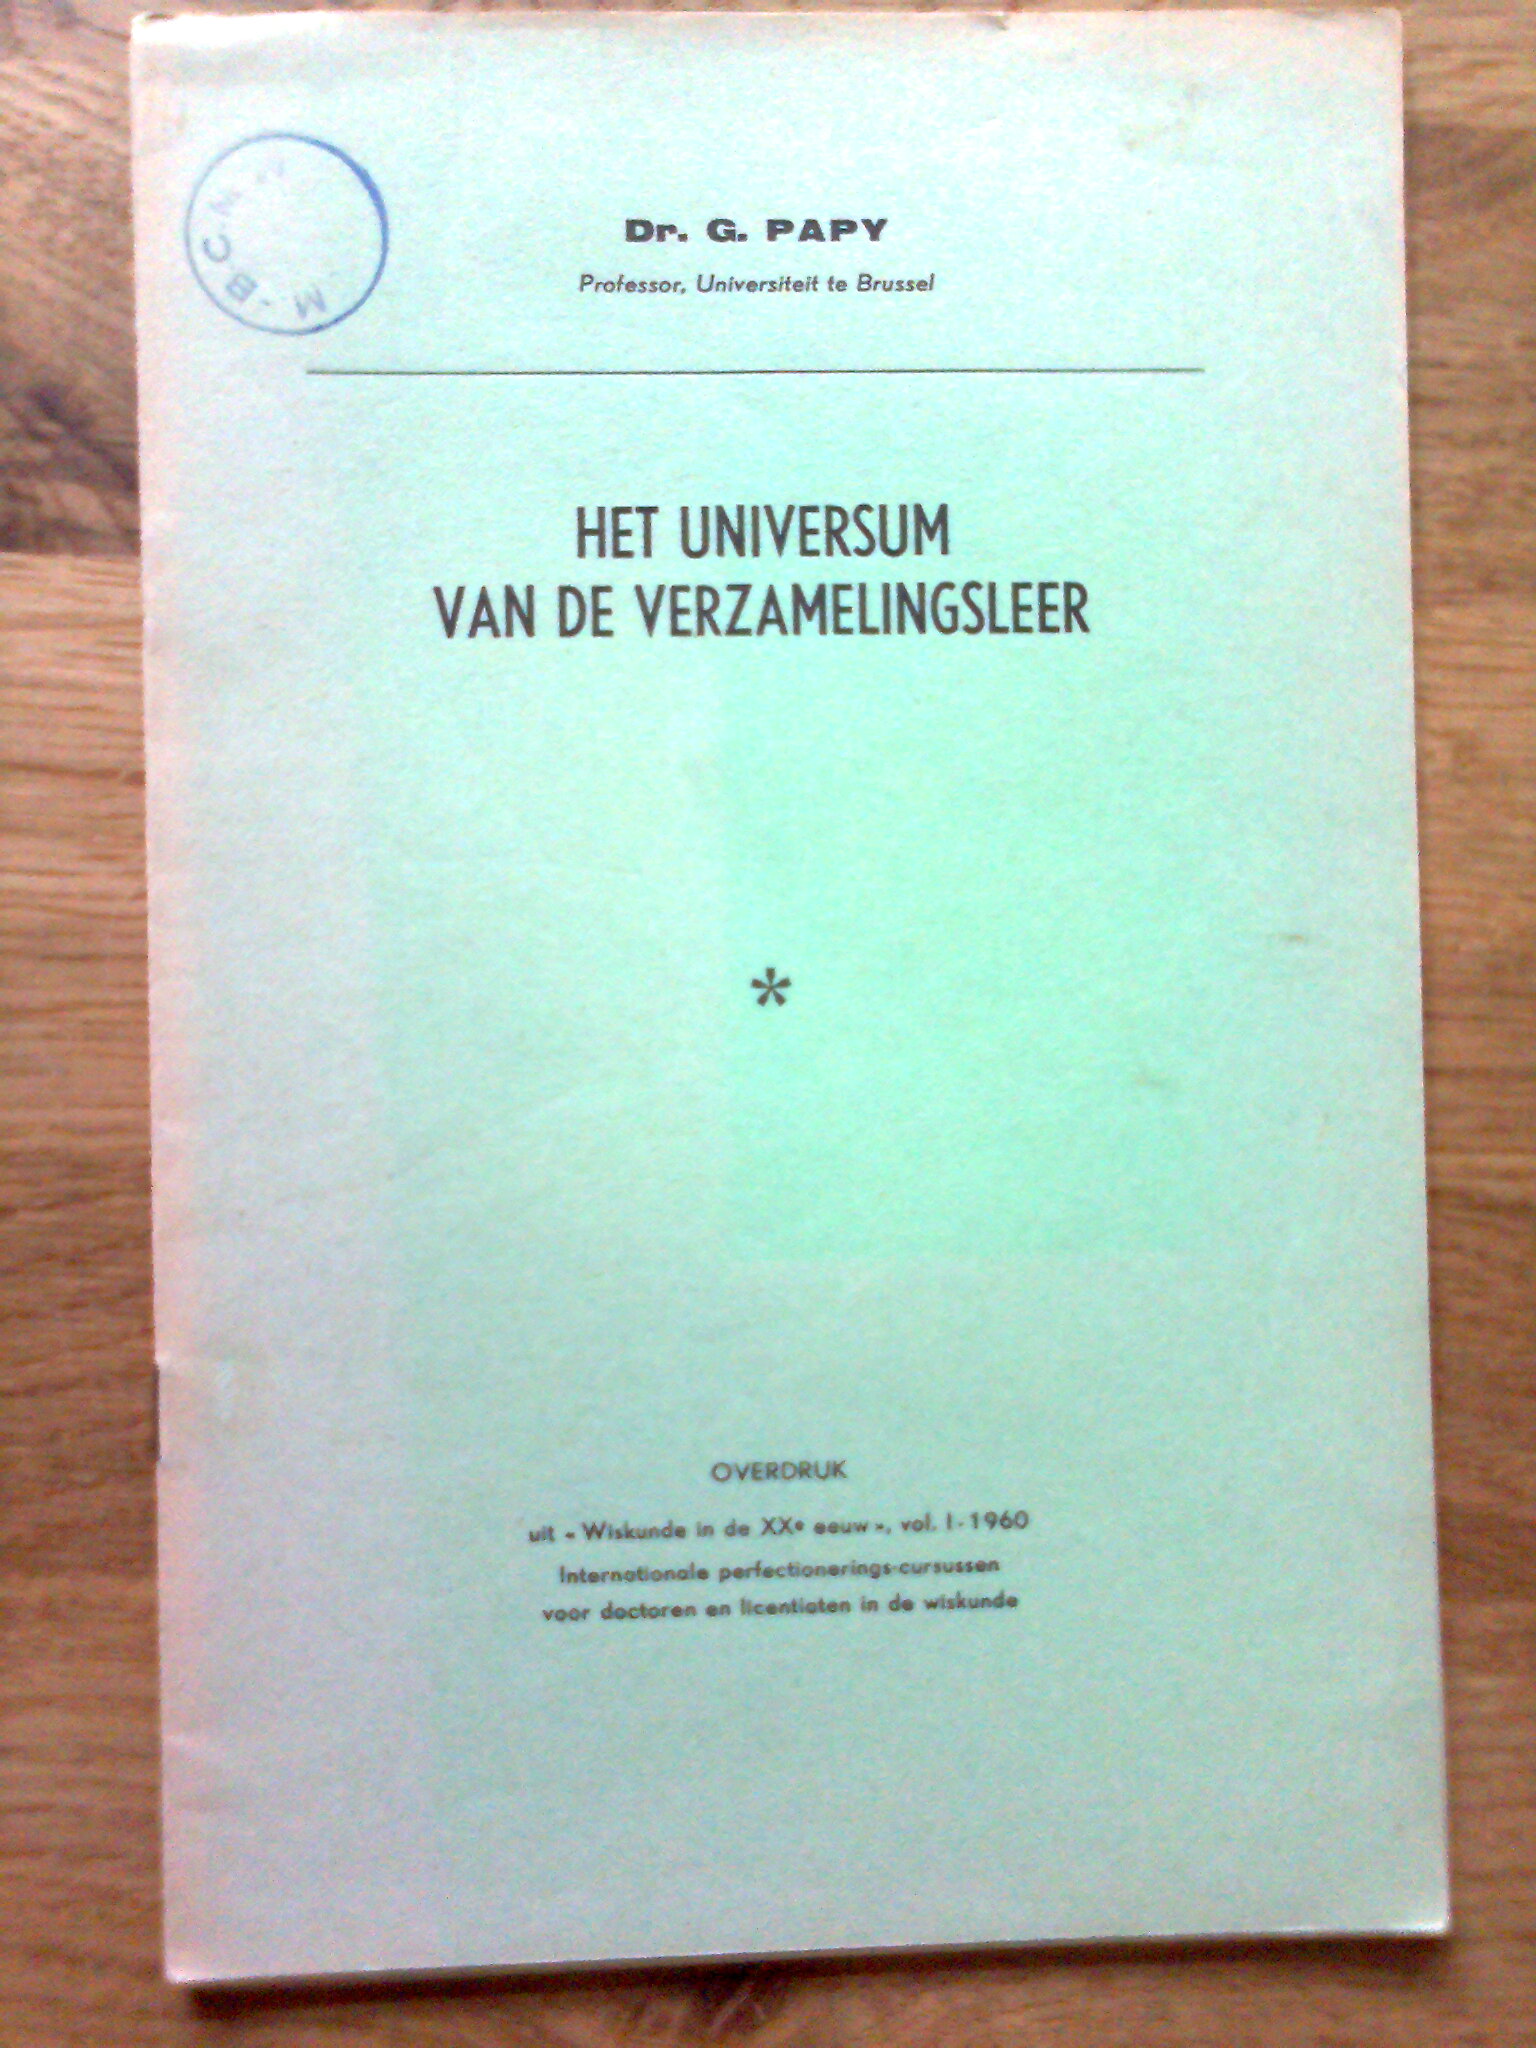 Dr. G. PAPY
Professor, Universiteit te Brussel
HET UNIVERSUM
VAN DE VERZAMELINGSLEER
*
OVERDRUK
uit « Wiskunde in de XXe eeuw », vol. I - 1960
Internationale perfectionerings-cursussen
voor doctoren en licentiaten in de wiskunde